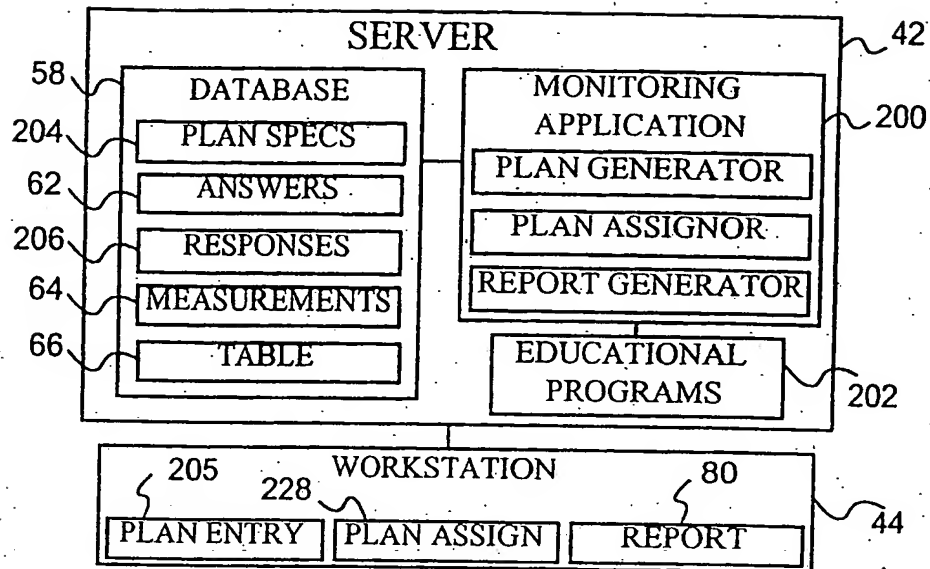 SERVER
42
58
DATABASE
204
PLAN SPECS
62
ANSWERS
206
RESPONSES
64
MEASUREMENTS
66
TABLE
MONITORING
APPLICATION
200
PLAN GENERATOR
PLAN ASSIGNOR
REPORT GENERATOR
EDUCATIONAL
PROGRAMS
202
WORKSTATION
44
205
228
80
PLAN ENTRY
PLAN ASSIGN
REPORT